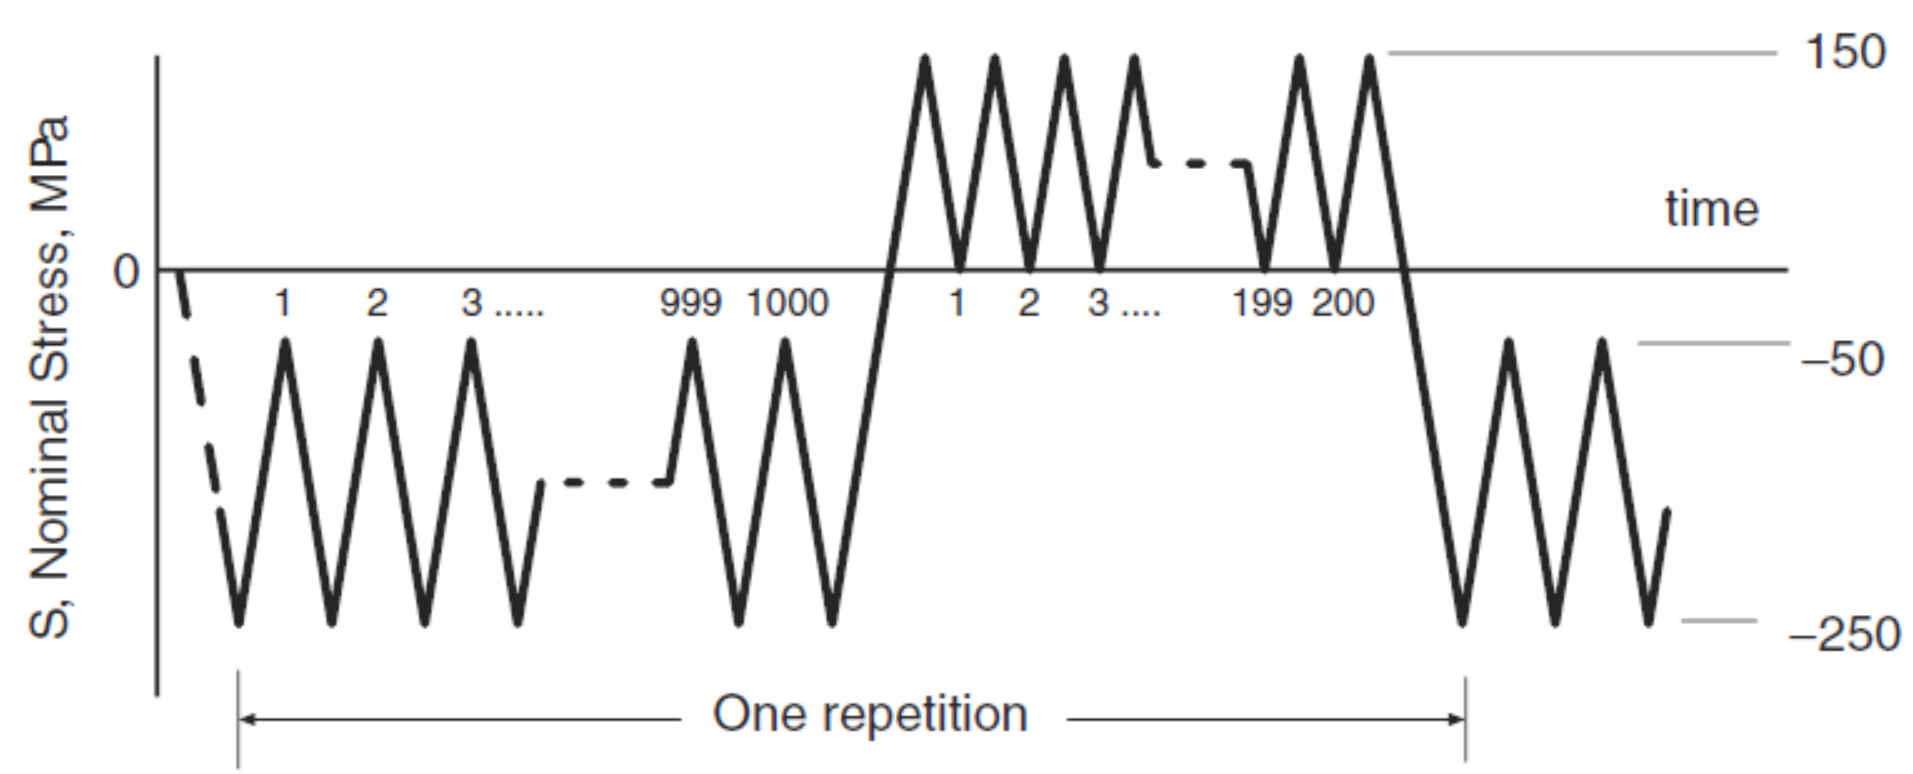 S, Nominal Stress, MPa
150
time
0
1 2 3 ..... 999 1000 1 2 3 .... 199 200
–50
–250
One repetition